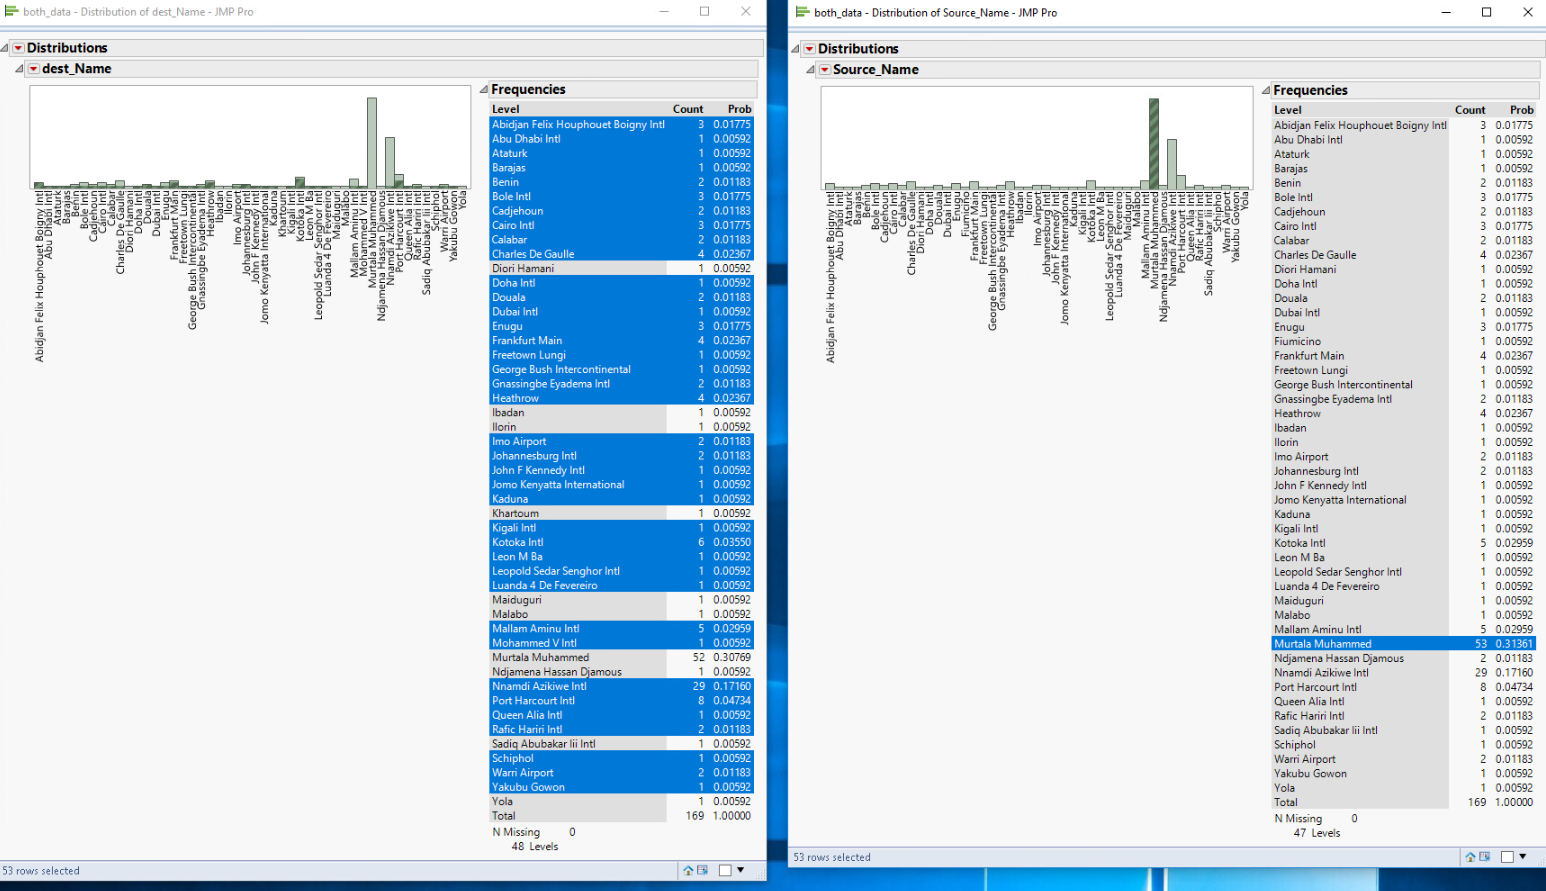 both_data - Distribution of dest_Name - JMP Pro
Distributions
dest_Name
Abidjan Felix Houphouet Boigny Intl
Abu Dhabi Intl
Ataturk
Barajas
Benin
Bole Intl
Cadjehoun
Cairo Intl
Calabar
Charles De Gaulle
Diori Hamani
Doha Intl
Douala
Dubai Intl
Enugu
Frankfurt Main
Freetown Lungi
George Bush Intercontinental
Gnassingbe Eyadema Intl
Heathrow
Ibadan
Ilorin
Imo Airport
Johannesburg Intl
John F Kennedy Intl
Jomo Kenyatta International
Kaduna
Khartoum
Kigali Intl
Kotoka Intl
Leon M Ba
Leopold Sedar Senghor Intl
Luanda 4 De Fevereiro
Maiduguri
Malabo
Mallam Aminu Intl
Mohammed V Intl
Murtala Muhammed
Ndjamena Hassan Djamous
Nnamdi Azikiwe Intl
Port Harcourt Intl
Queen Alia Intl
Rafic Hariri Intl
Sadiq Abubakar Iii Intl
Schiphol
Warri Airport
Yakubu Gowon
Yola
Frequencies
Level Count Prob
Abidjan Felix Houphouet Boigny Intl 3 0.01775
Abu Dhabi Intl 1 0.00592
Ataturk 1 0.00592
Barajas 1 0.00592
Benin 2 0.01183
Bole Intl 3 0.01775
Cadjehoun 2 0.01183
Cairo Intl 3 0.01775
Calabar 2 0.01183
Charles De Gaulle 4 0.02367
Diori Hamani 1 0.00592
Doha Intl 1 0.00592
Douala 2 0.01183
Dubai Intl 1 0.00592
Enugu 3 0.01775
Frankfurt Main 4 0.02367
Freetown Lungi 1 0.00592
George Bush Intercontinental 1 0.00592
Gnassingbe Eyadema Intl 2 0.01183
Heathrow 4 0.02367
Ibadan 1 0.00592
Ilorin 1 0.00592
Imo Airport 2 0.01183
Johannesburg Intl 2 0.01183
John F Kennedy Intl 1 0.00592
Jomo Kenyatta International 1 0.00592
Kaduna 1 0.00592
Khartoum 1 0.00592
Kigali Intl 1 0.00592
Kotoka Intl 6 0.03550
Leon M Ba 1 0.00592
Leopold Sedar Senghor Intl 1 0.00592
Luanda 4 De Fevereiro 1 0.00592
Maiduguri 1 0.00592
Malabo 1 0.00592
Mallam Aminu Intl 5 0.02959
Mohammed V Intl 1 0.00592
Murtala Muhammed 52 0.30769
Ndjamena Hassan Djamous 1 0.00592
Nnamdi Azikiwe Intl 29 0.17160
Port Harcourt Intl 8 0.04734
Queen Alia Intl 1 0.00592
Rafic Hariri Intl 2 0.01183
Sadiq Abubakar Iii Intl 1 0.00592
Schiphol 1 0.00592
Warri Airport 2 0.01183
Yakubu Gowon 1 0.00592
Yola 1 0.00592
Total 169 1.00000
N Missing 0
48 Levels
53 rows selected
both_data - Distribution of Source_Name - JMP Pro
Distributions
Source_Name
Abidjan Felix Houphouet Boigny Intl
Abu Dhabi Intl
Ataturk
Barajas
Benin
Bole Intl
Cadjehoun
Cairo Intl
Calabar
Charles De Gaulle
Diori Hamani
Doha Intl
Douala
Dubai Intl
Enugu
Fiumicino
Frankfurt Main
Freetown Lungi
George Bush Intercontinental
Gnassingbe Eyadema Intl
Heathrow
Ibadan
Ilorin
Imo Airport
Johannesburg Intl
John F Kennedy Intl
Jomo Kenyatta International
Kaduna
Kigali Intl
Kotoka Intl
Leon M Ba
Leopold Sedar Senghor Intl
Luanda 4 De Fevereiro
Maiduguri
Malabo
Mallam Aminu Intl
Murtala Muhammed
Ndjamena Hassan Djamous
Nnamdi Azikiwe Intl
Port Harcourt Intl
Queen Alia Intl
Rafic Hariri Intl
Sadiq Abubakar Iii Intl
Schiphol
Warri Airport
Yakubu Gowon
Yola
Frequencies
Level Count Prob
Abidjan Felix Houphouet Boigny Intl 3 0.01775
Abu Dhabi Intl 1 0.00592
Ataturk 1 0.00592
Barajas 1 0.00592
Benin 2 0.01183
Bole Intl 3 0.01775
Cadjehoun 2 0.01183
Cairo Intl 3 0.01775
Calabar 2 0.01183
Charles De Gaulle 4 0.02367
Diori Hamani 1 0.00592
Doha Intl 1 0.00592
Douala 2 0.01183
Dubai Intl 1 0.00592
Enugu 3 0.01775
Fiumicino 1 0.00592
Frankfurt Main 4 0.02367
Freetown Lungi 1 0.00592
George Bush Intercontinental 1 0.00592
Gnassingbe Eyadema Intl 2 0.01183
Heathrow 4 0.02367
Ibadan 1 0.00592
Ilorin 1 0.00592
Imo Airport 2 0.01183
Johannesburg Intl 2 0.01183
John F Kennedy Intl 1 0.00592
Jomo Kenyatta International 1 0.00592
Kaduna 1 0.00592
Kigali Intl 1 0.00592
Kotoka Intl 5 0.02959
Leon M Ba 1 0.00592
Leopold Sedar Senghor Intl 1 0.00592
Luanda 4 De Fevereiro 1 0.00592
Maiduguri 1 0.00592
Malabo 1 0.00592
Mallam Aminu Intl 5 0.02959
Murtala Muhammed 53 0.31361
Ndjamena Hassan Djamous 2 0.01183
Nnamdi Azikiwe Intl 29 0.17160
Port Harcourt Intl 8 0.04734
Queen Alia Intl 1 0.00592
Rafic Hariri Intl 2 0.01183
Sadiq Abubakar Iii Intl 1 0.00592
Schiphol 1 0.00592
Warri Airport 2 0.01183
Yakubu Gowon 1 0.00592
Yola 1 0.00592
Total 169 1.00000
N Missing 0
47 Levels
53 rows selected